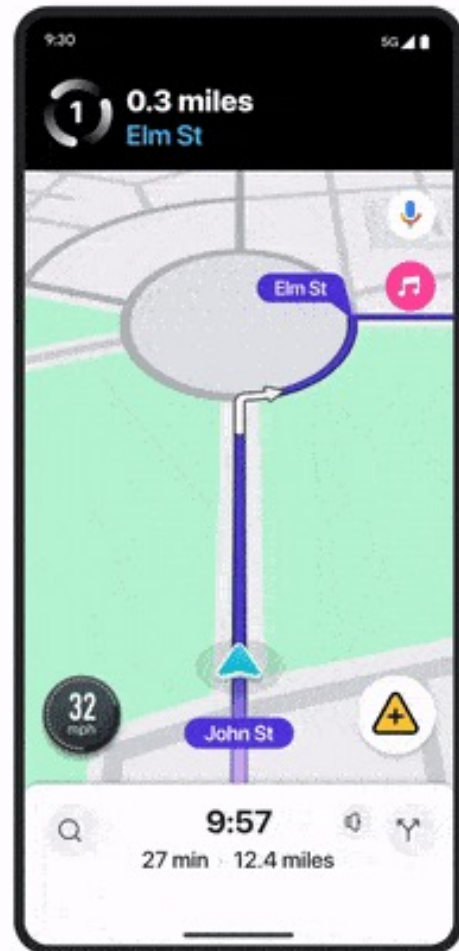 9:30
5G
1
0.3 miles
Elm St
Elm St
32
mph
John St
9:57
27 min · 12.4 miles